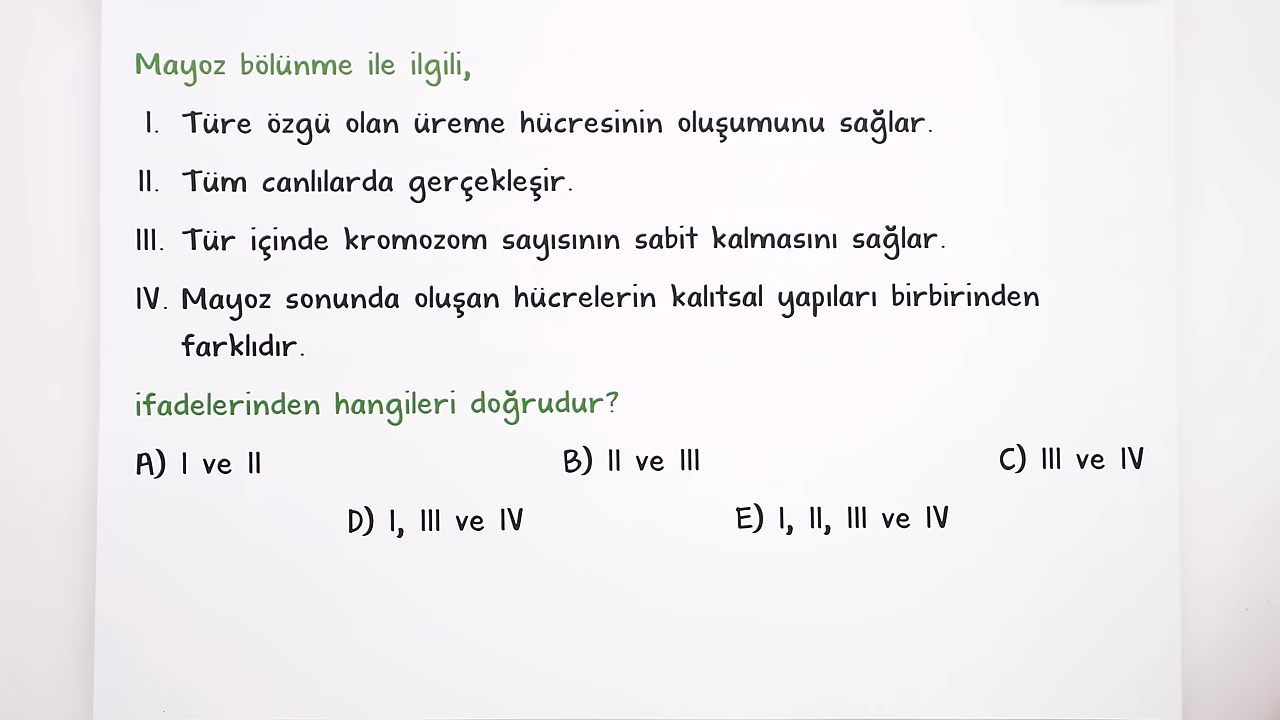 Mayoz bölünme ile ilgili,
I. Türe özgü olan üreme hücresinin oluşumunu sağlar.
II. Tüm canlılarda gerçekleşir.
III. Tür içinde kromozom sayısının sabit kalmasını sağlar.
IV. Mayoz sonunda oluşan hücrelerin kalıtsal yapıları birbirinden
farklıdır.
ifadelerinden hangileri doğrudur?
A) I ve II B) II ve III C) III ve IV
D) I, III ve IV E) I, II, III ve IV